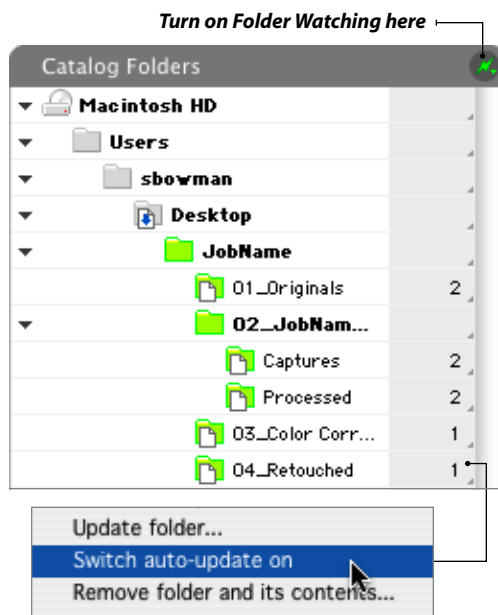 Turn on Folder Watching here
Catalog Folders
Macintosh HD
Users
sbowman
Desktop
JobName
01_Originals 2
02_JobNam...
Captures 2
Processed 2
03_Color Corr... 1
04_Retouched 1
Update folder...
Switch auto-update on
Remove folder and its contents...